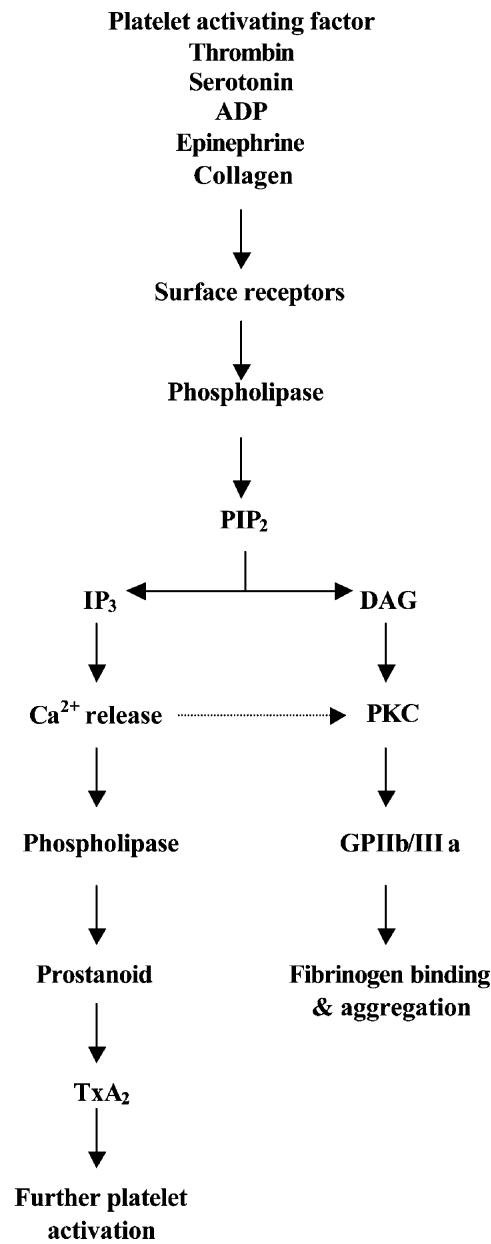 Platelet activating factor
Thrombin
Serotonin
ADP
Epinephrine
Collagen
Surface receptors
Phospholipase
PIP₂
IP₃
DAG
Ca²⁺ release
PKC
Phospholipase
GPIIb/III a
Prostanoid
Fibrinogen binding
& aggregation
TxA₂
Further platelet
activation